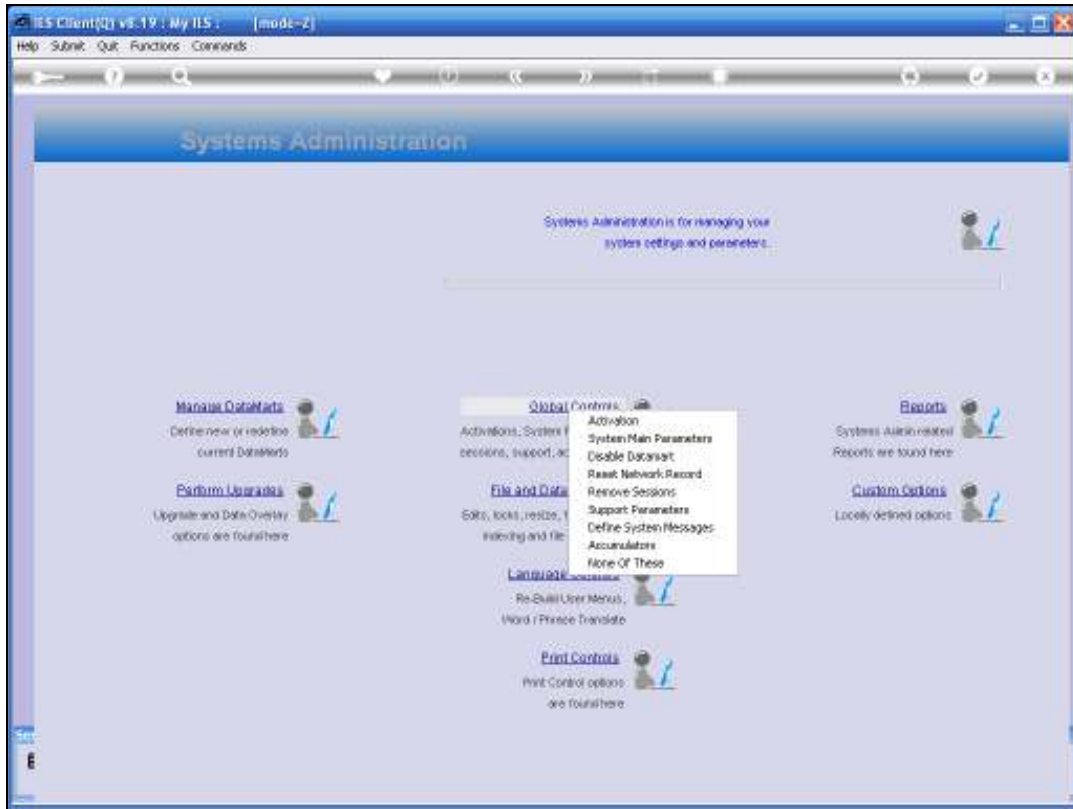 IES Client(Q) v8.19 : My IES : [mode=2]
Help Submit Quit Functions Commands
Systems Administration
Systems Administration is for managing your
system settings and parameters.
Manage DataMarts
Define new or redefine
current DataMarts
Perform Upgrades
Upgrade and Data Overlay
options are found here
Global Controls
Activations, System
sessions, support, ac
File and Data
Edits, locks, resize,
indexing and file
Language
Re-Build User Menus,
Word / Phrase Translate
Print Controls
Print Control options
are found here
Activation
System Main Parameters
Disable Datamart
Reset Network Record
Remove Sessions
Support Parameters
Define System Messages
Accumulators
None Of These
Reports
Systems Admin related
Reports are found here
Custom Options
Locally defined options